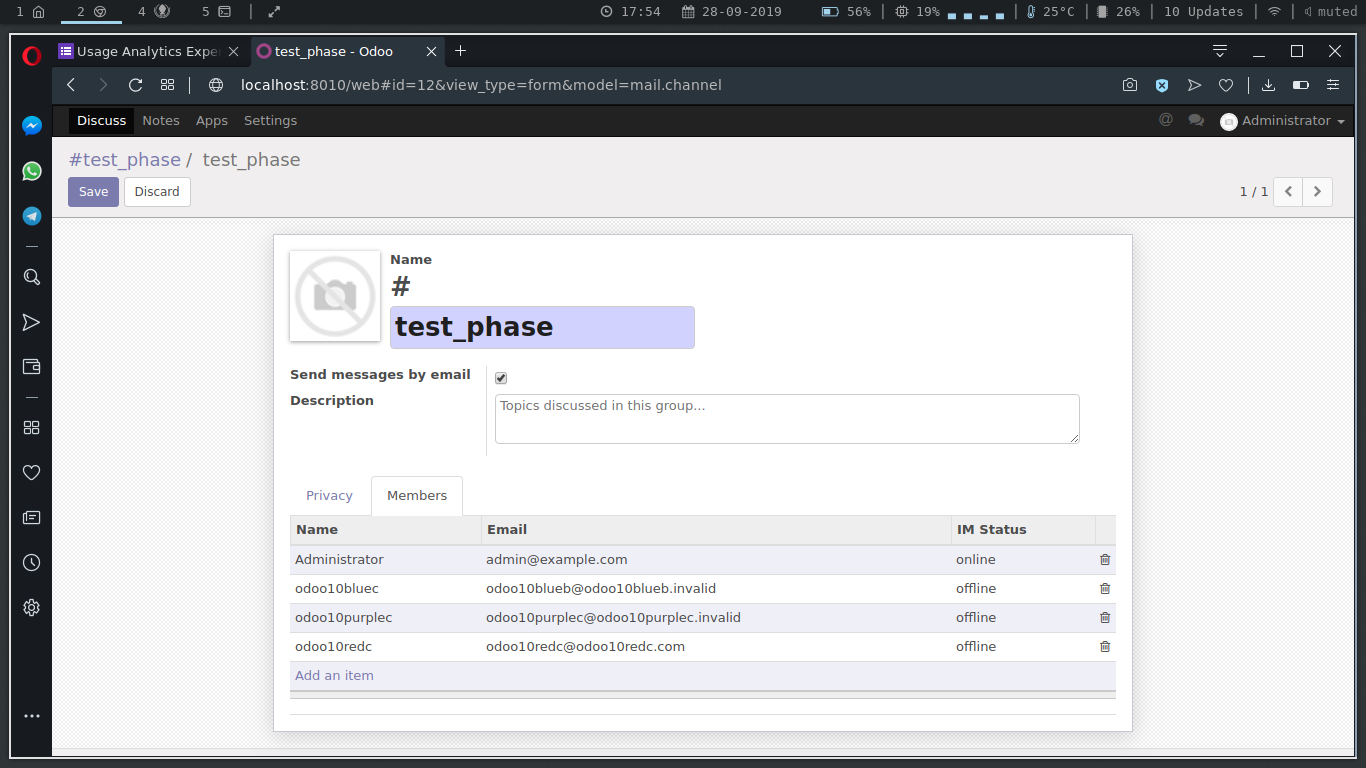 1 2 4 5 17:54 28-09-2019 56% 19% 25°C 26% 10 Updates muted
Usage Analytics Expe test_phase - Odoo
localhost:8010/web#id=12&view_type=form&model=mail.channel
Discuss Notes Apps Settings @ Administrator
#test_phase / test_phase
Save Discard 1 / 1
Name
#
test_phase
Send messages by email
Description Topics discussed in this group...
Privacy Members
Name Email IM Status
Administrator admin@example.com online
odoo10bluec odoo10blueb@odoo10blueb.invalid offline
odoo10purplec odoo10purplec@odoo10purplec.invalid offline
odoo10redc odoo10redc@odoo10redc.com offline
Add an item